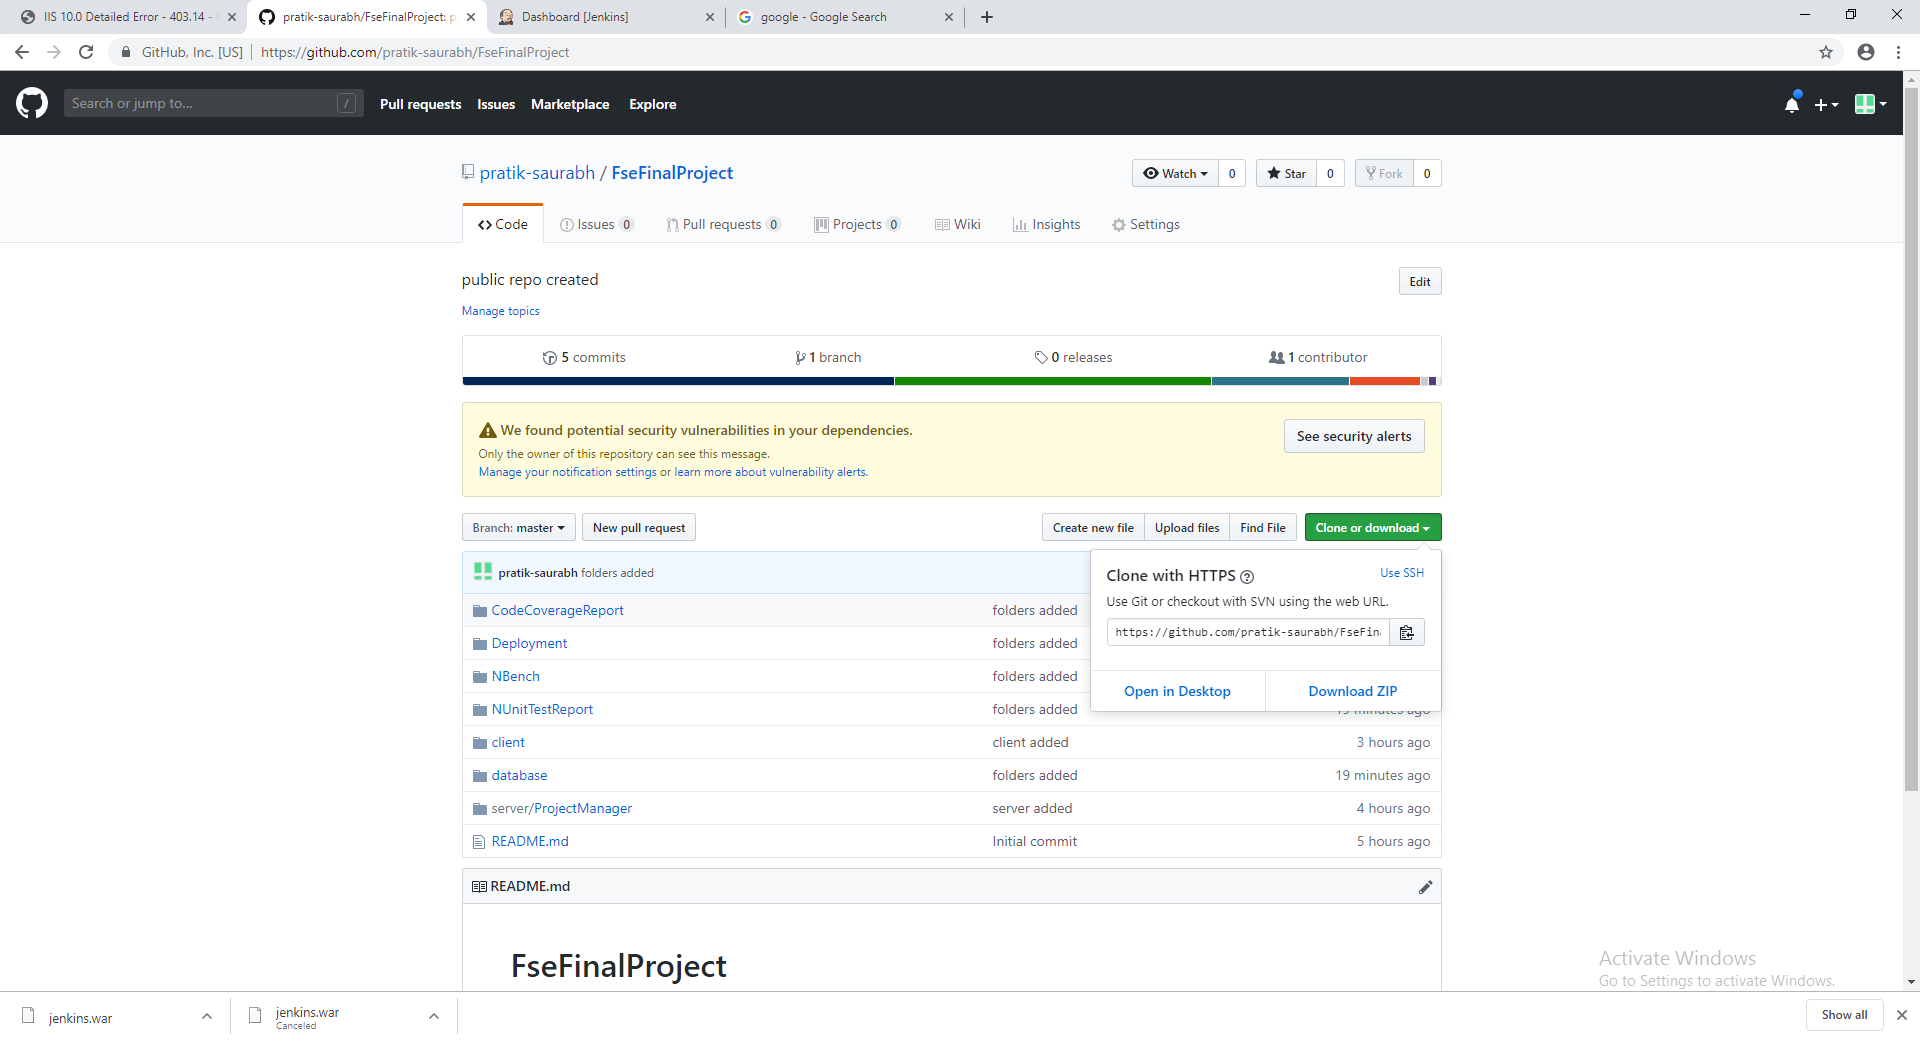 IIS 10.0 Detailed Error - 403.14 -
pratik-saurabh/FseFinalProject: p
Dashboard [Jenkins]
google - Google Search
GitHub, Inc. [US] | https://github.com/pratik-saurabh/FseFinalProject
Search or jump to... /
Pull requests Issues Marketplace Explore
pratik-saurabh / FseFinalProject
Watch 0 Star 0 Fork 0
Code Issues 0 Pull requests 0 Projects 0 Wiki Insights Settings
public repo created
Edit
Manage topics
5 commits 1 branch 0 releases 1 contributor
We found potential security vulnerabilities in your dependencies.
Only the owner of this repository can see this message.
Manage your notification settings or learn more about vulnerability alerts.
See security alerts
Branch: master New pull request Create new file Upload files Find File Clone or download
pratik-saurabh folders added
Clone with HTTPS Use SSH
Use Git or checkout with SVN using the web URL.
https://github.com/pratik-saurabh/FseFin
Open in Desktop Download ZIP
CodeCoverageReport folders added
Deployment folders added
NBench folders added
NUnitTestReport folders added 19 minutes ago
client client added 3 hours ago
database folders added 19 minutes ago
server/ProjectManager server added 4 hours ago
README.md Initial commit 5 hours ago
README.md
FseFinalProject
Activate Windows
Go to Settings to activate Windows.
jenkins.war
jenkins.war
Canceled
Show all